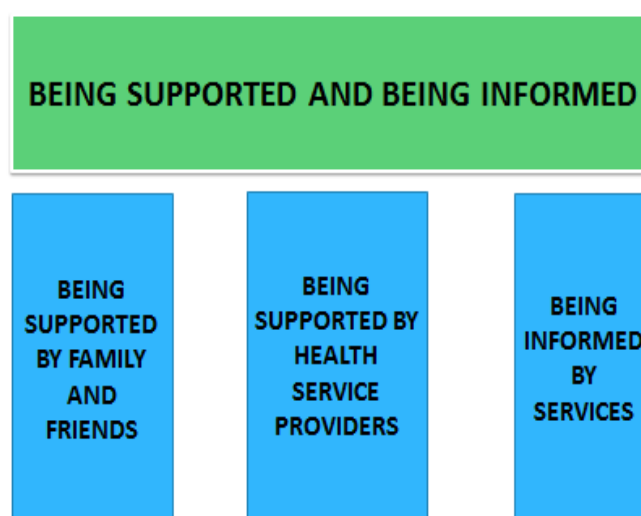 BEING SUPPORTED AND BEING INFORMED
BEING
SUPPORTED
BY FAMILY
AND
FRIENDS
BEING
SUPPORTED BY
HEALTH
SERVICE
PROVIDERS
BEING
INFORMED
BY
SERVICES